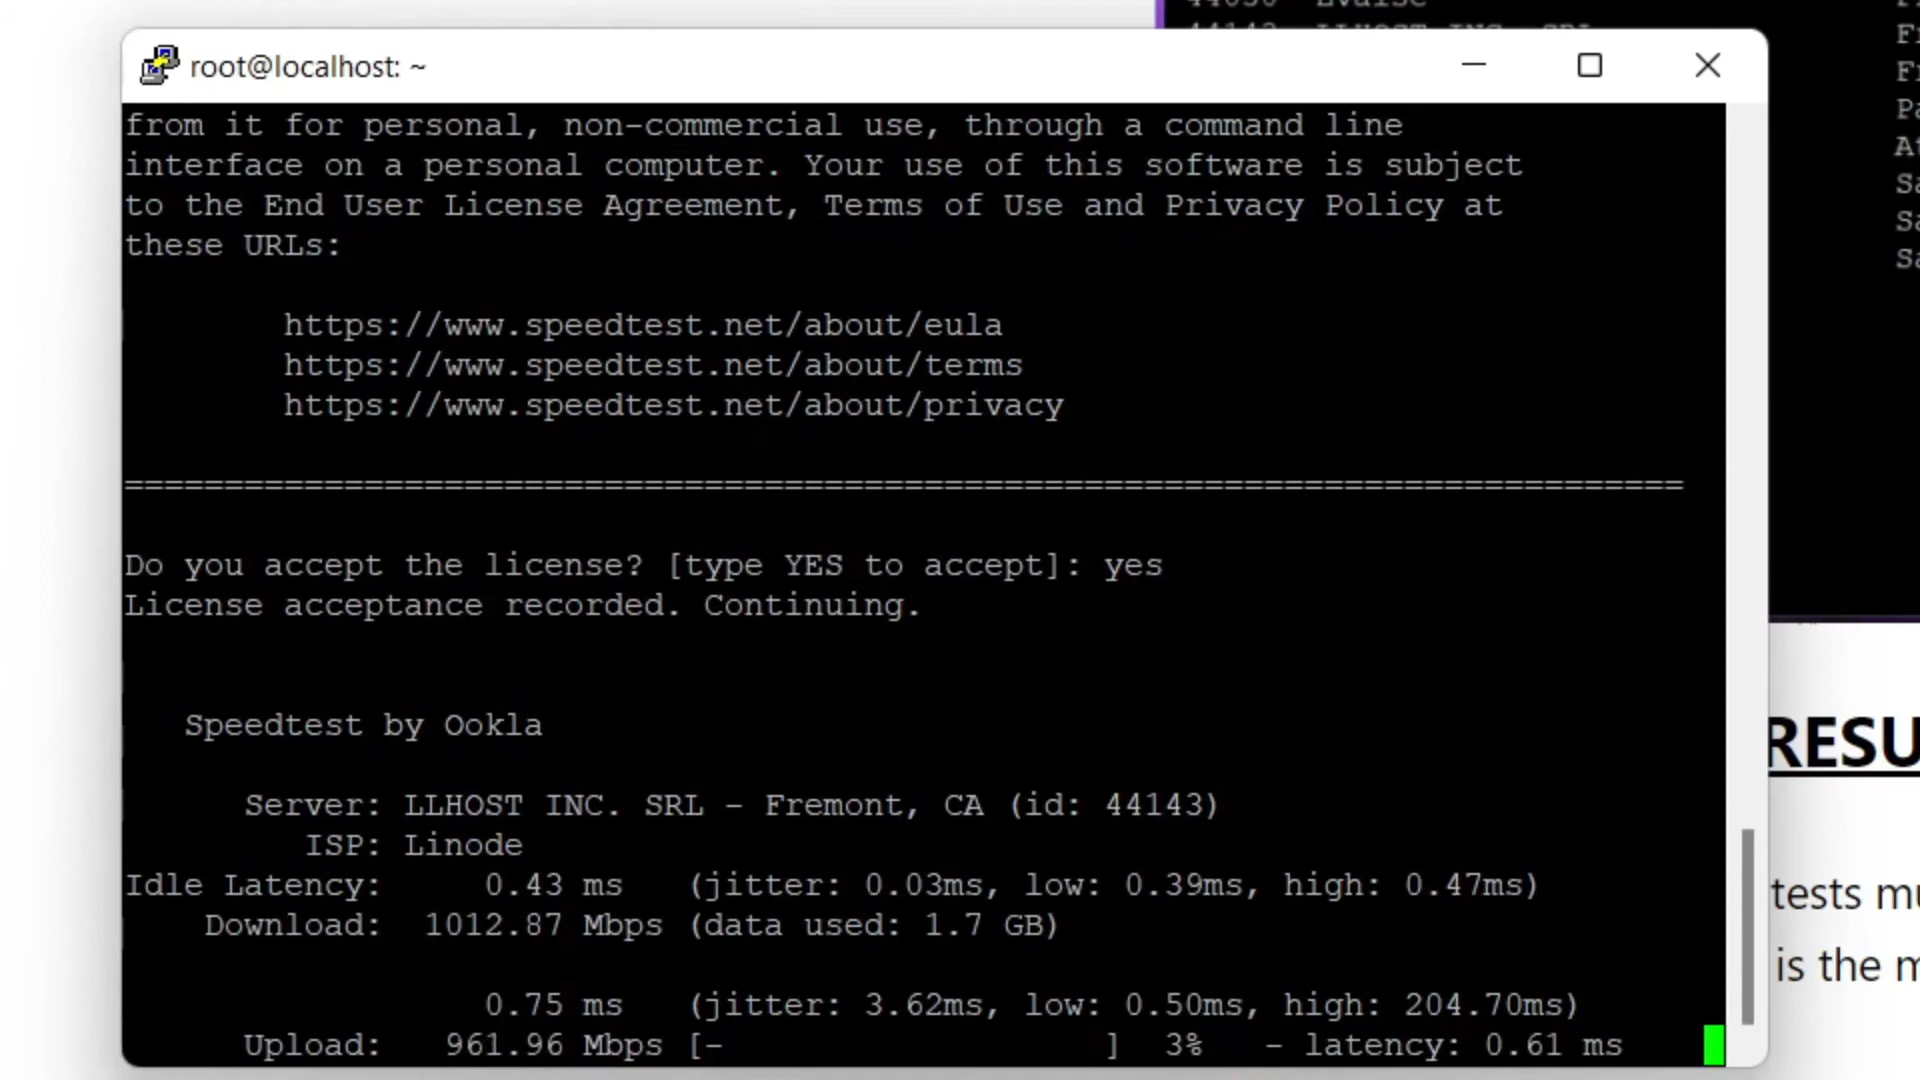 root@localhost: ~
from it for personal, non-commercial use, through a command line
interface on a personal computer. Your use of this software is subject
to the End User License Agreement, Terms of Use and Privacy Policy at
these URLs:
https://www.speedtest.net/about/eula
https://www.speedtest.net/about/terms
https://www.speedtest.net/about/privacy
==============================================================================
Do you accept the license? [type YES to accept]: yes
License acceptance recorded. Continuing.
Speedtest by Ookla
Server: LLHOST INC. SRL - Fremont, CA (id: 44143)
ISP: Linode
Idle Latency: 0.43 ms (jitter: 0.03ms, low: 0.39ms, high: 0.47ms)
Download: 1012.87 Mbps (data used: 1.7 GB)
0.75 ms (jitter: 3.62ms, low: 0.50ms, high: 204.70ms)
Upload: 961.96 Mbps [- ] 3% - latency: 0.61 ms
RESU
tests mu
is the m